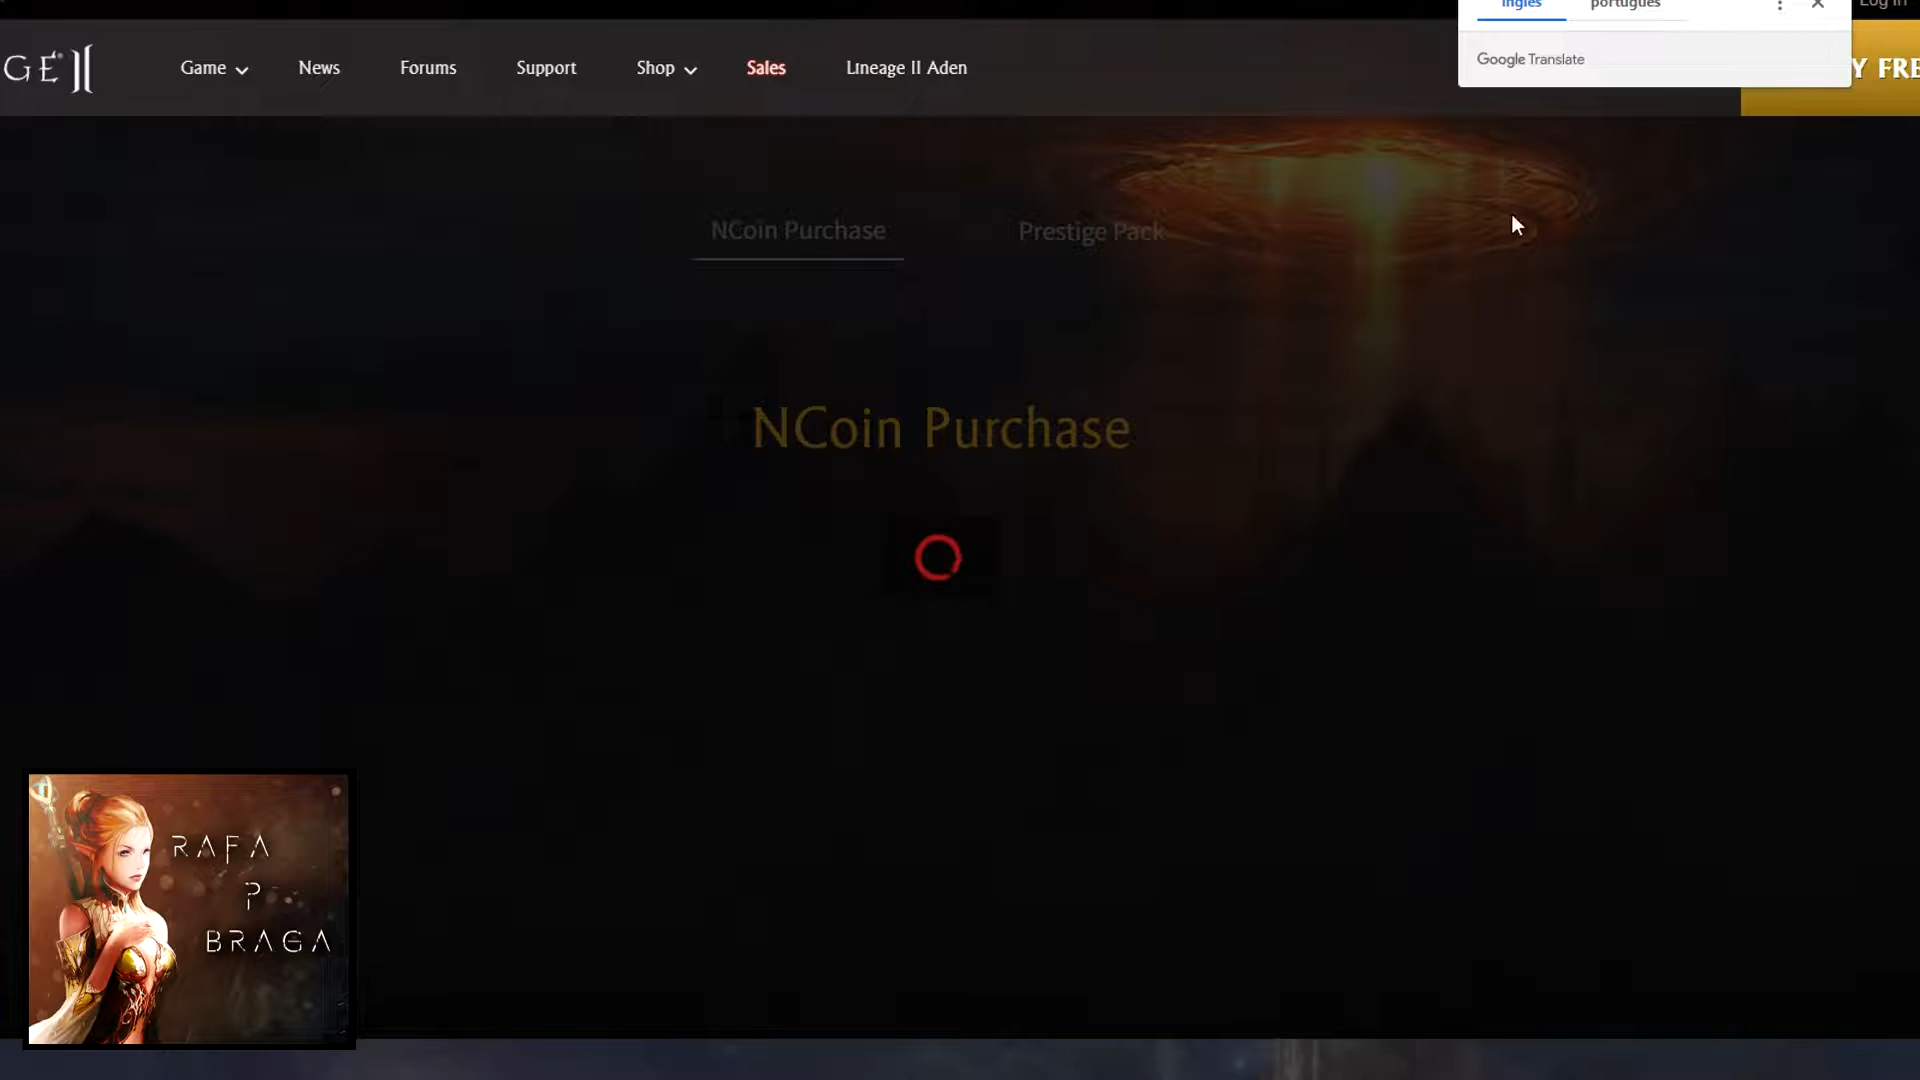 inglês português
Log In
Google Translate
GE II
Game
News
Forums
Support
Shop
Sales
Lineage II Aden
Y FRE
NCoin Purchase
Prestige Pack
NCoin Purchase
RAFA
P
BRAGA